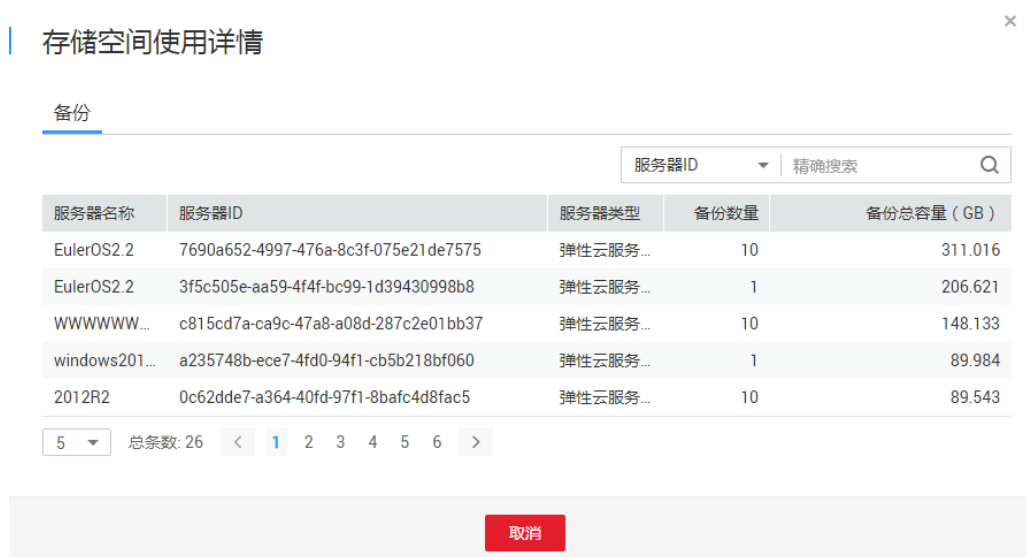 存储空间使用详情
备份
服务器ID 精确搜索
服务器名称 服务器ID 服务器类型 备份数量 备份总容量（GB）
EulerOS2.2 7690a652-4997-476a-8c3f-075e21de7575 弹性云服务... 10 311.016
EulerOS2.2 3f5c505e-aa59-4f4f-bc99-1d39430998b8 弹性云服务... 1 206.621
WWWWWW... c815cd7a-ca9c-47a8-a08d-287c2e01bb37 弹性云服务... 10 148.133
windows201... a235748b-ece7-4fd0-94f1-cb5b218bf060 弹性云服务... 1 89.984
2012R2 0c62dde7-a364-40fd-97f1-8bafc4d8fac5 弹性云服务... 10 89.543
5 总条数: 26 < 1 2 3 4 5 6 >
取消